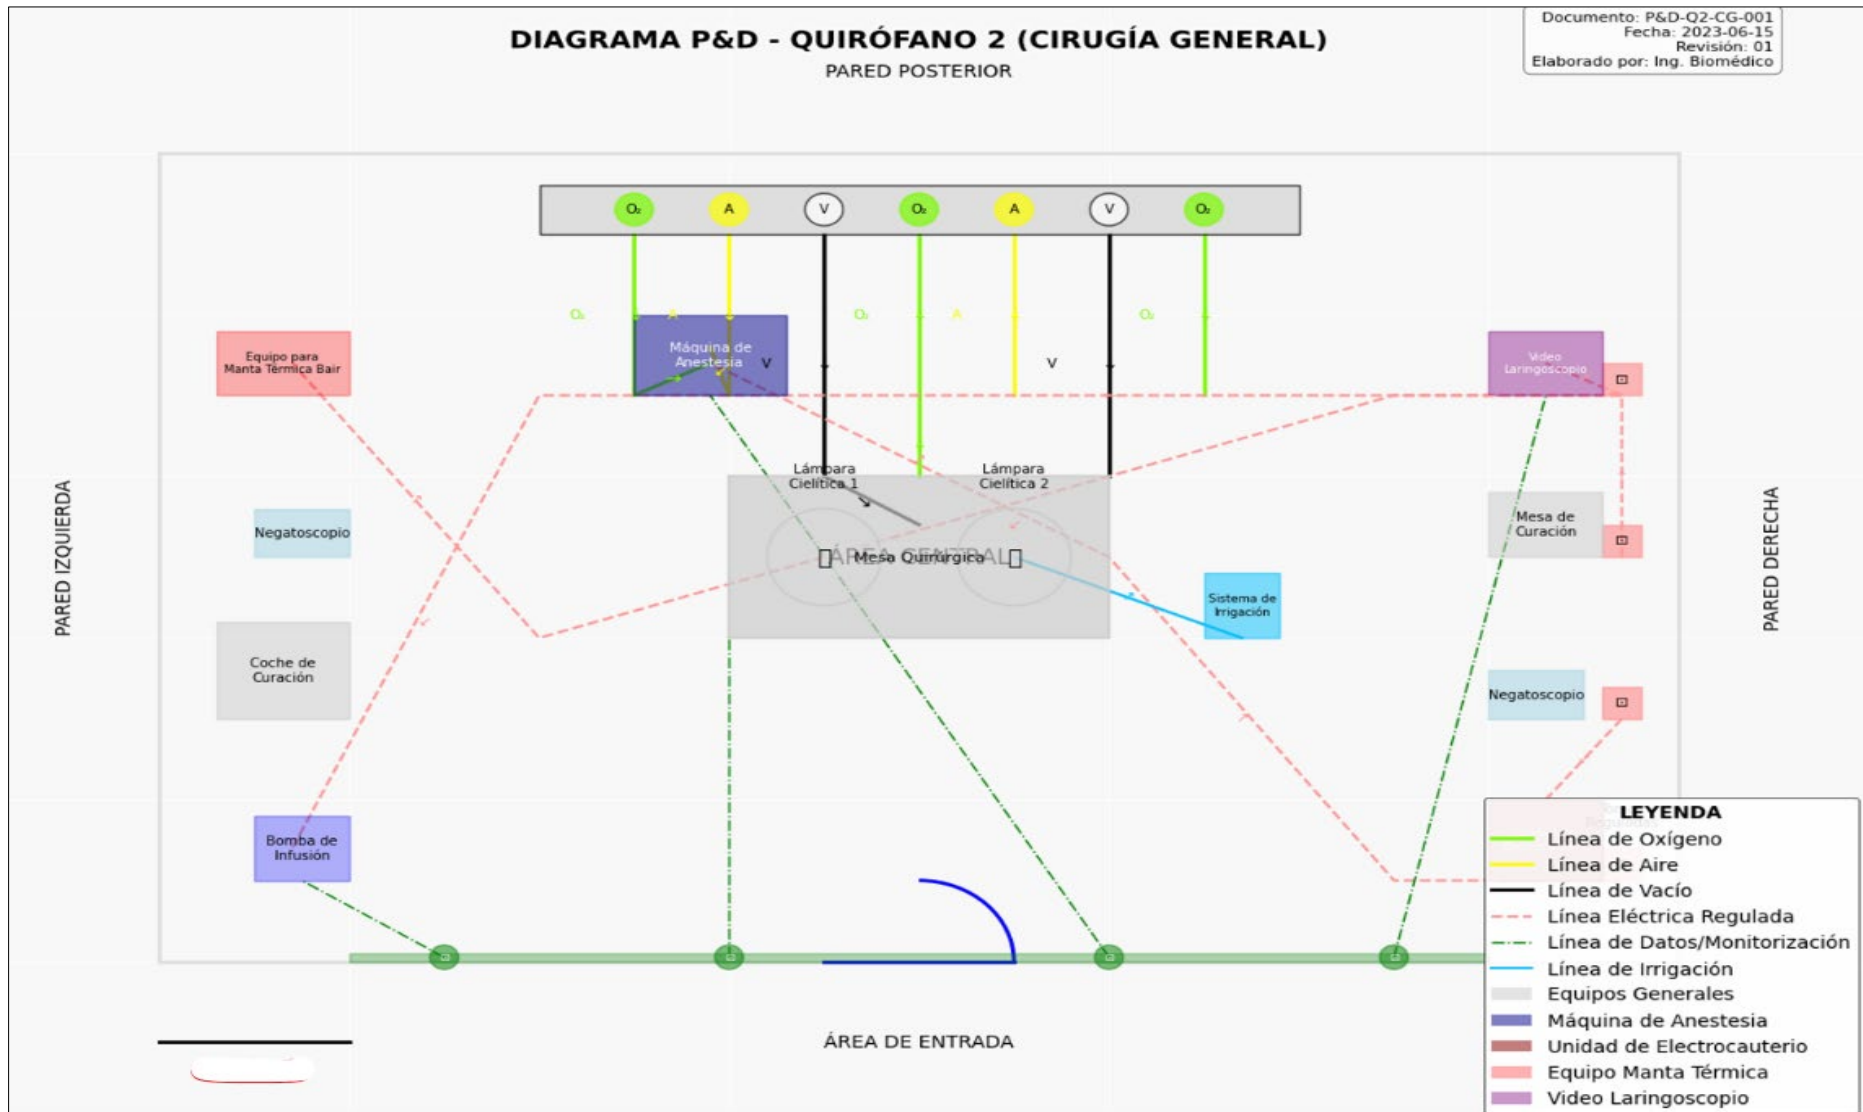 Documento: P&D-Q2-CG-001
Fecha: 2023-06-15
Revisión: 01
Elaborado por: Ing. Biomédico
DIAGRAMA P&D - QUIRÓFANO 2 (CIRUGÍA GENERAL)
PARED POSTERIOR
O₂ A V O₂ A V O₂
O₂ A O₂ A O₂
Máquina de
Anestesia
V V
Equipo para
Manta Térmica Bair
Video
Laringoscopio
Lámpara
Cielítica 1
Lámpara
Cielítica 2
PARED IZQUIERDA
PARED DERECHA
Negatoscopio
Mesa de
Curación
ÁREA CENTRAL
Mesa Quirúrgica
Sistema de
Irrigación
Coche de
Curación
Negatoscopio
Bomba de
Infusión
LEYENDA
Línea de Oxígeno
Línea de Aire
Línea de Vacío
Línea Eléctrica Regulada
Línea de Datos/Monitorización
Línea de Irrigación
Equipos Generales
Máquina de Anestesia
Unidad de Electrocauterio
Equipo Manta Térmica
Video Laringoscopio
ÁREA DE ENTRADA